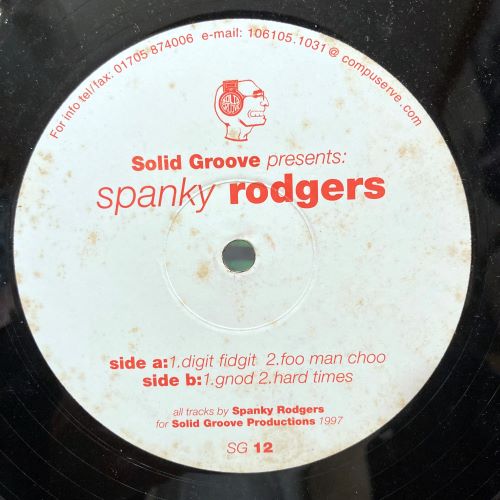 For info tel/fax: 01705 874006 e-mail: 106105.1031@compuserve.com
Solid Groove presents:
spanky rodgers
side a:1.digit fidgit 2.foo man choo
side b:1.gnod 2.hard times
all tracks by Spanky Rodgers
for Solid Groove Productions 1997
SG 12